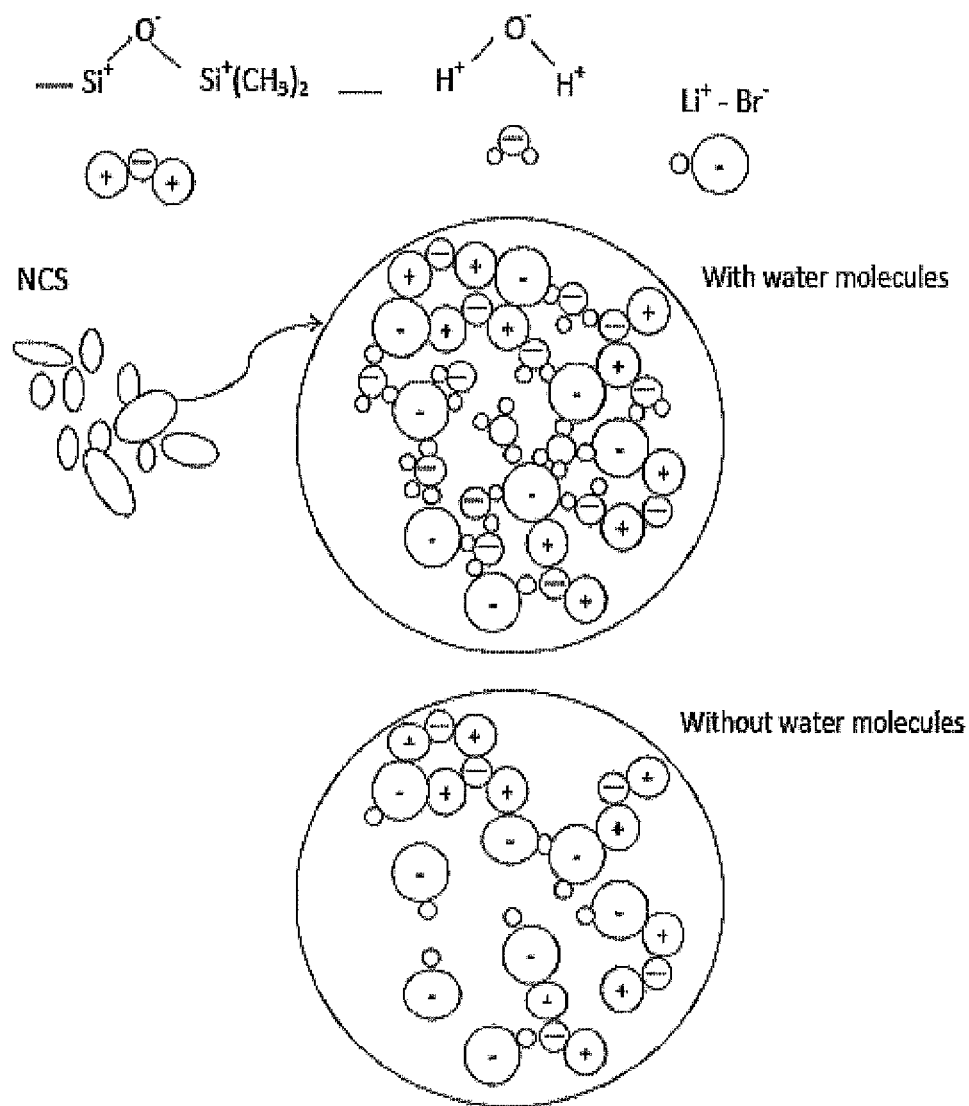 O⁻ O⁻
— Si⁺ Si⁺(CH₃)₂ — H⁺ H⁺
Li⁺ - Br⁻
NCS
With water molecules
Without water molecules